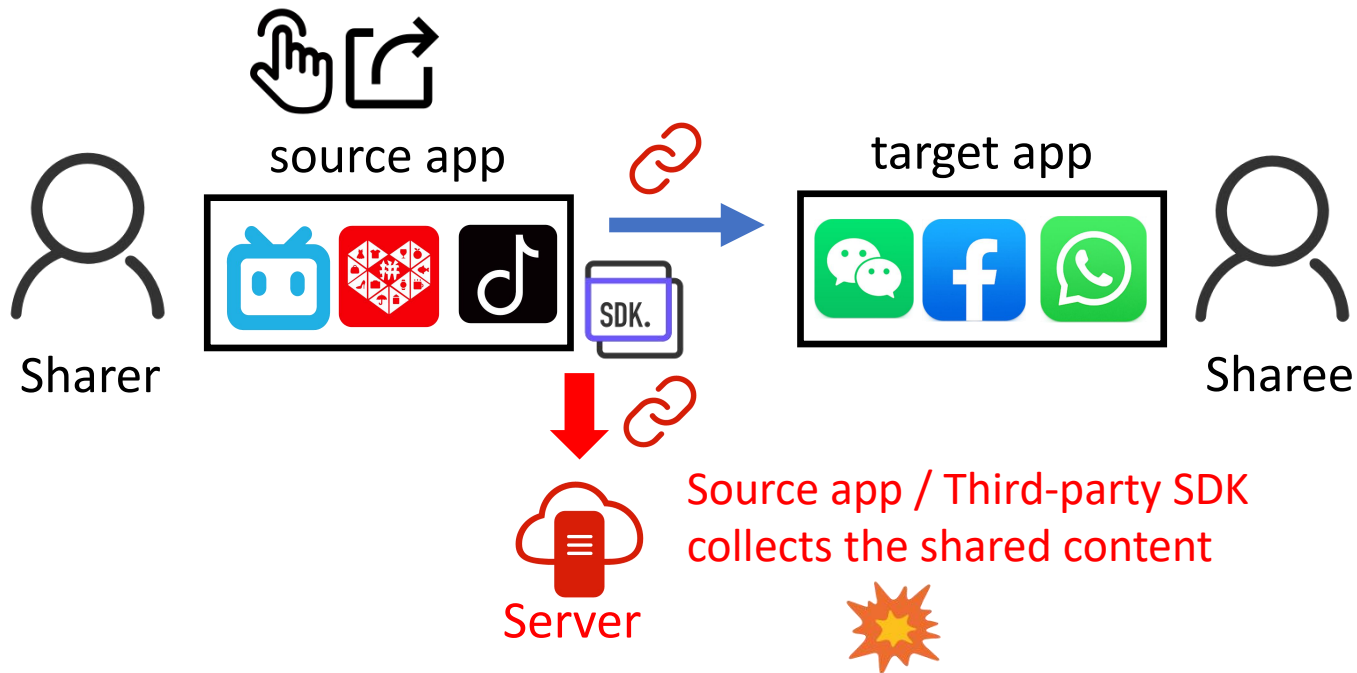 source app
target app
SDK.
Sharer
Sharee
Source app / Third-party SDK
collects the shared content
Server